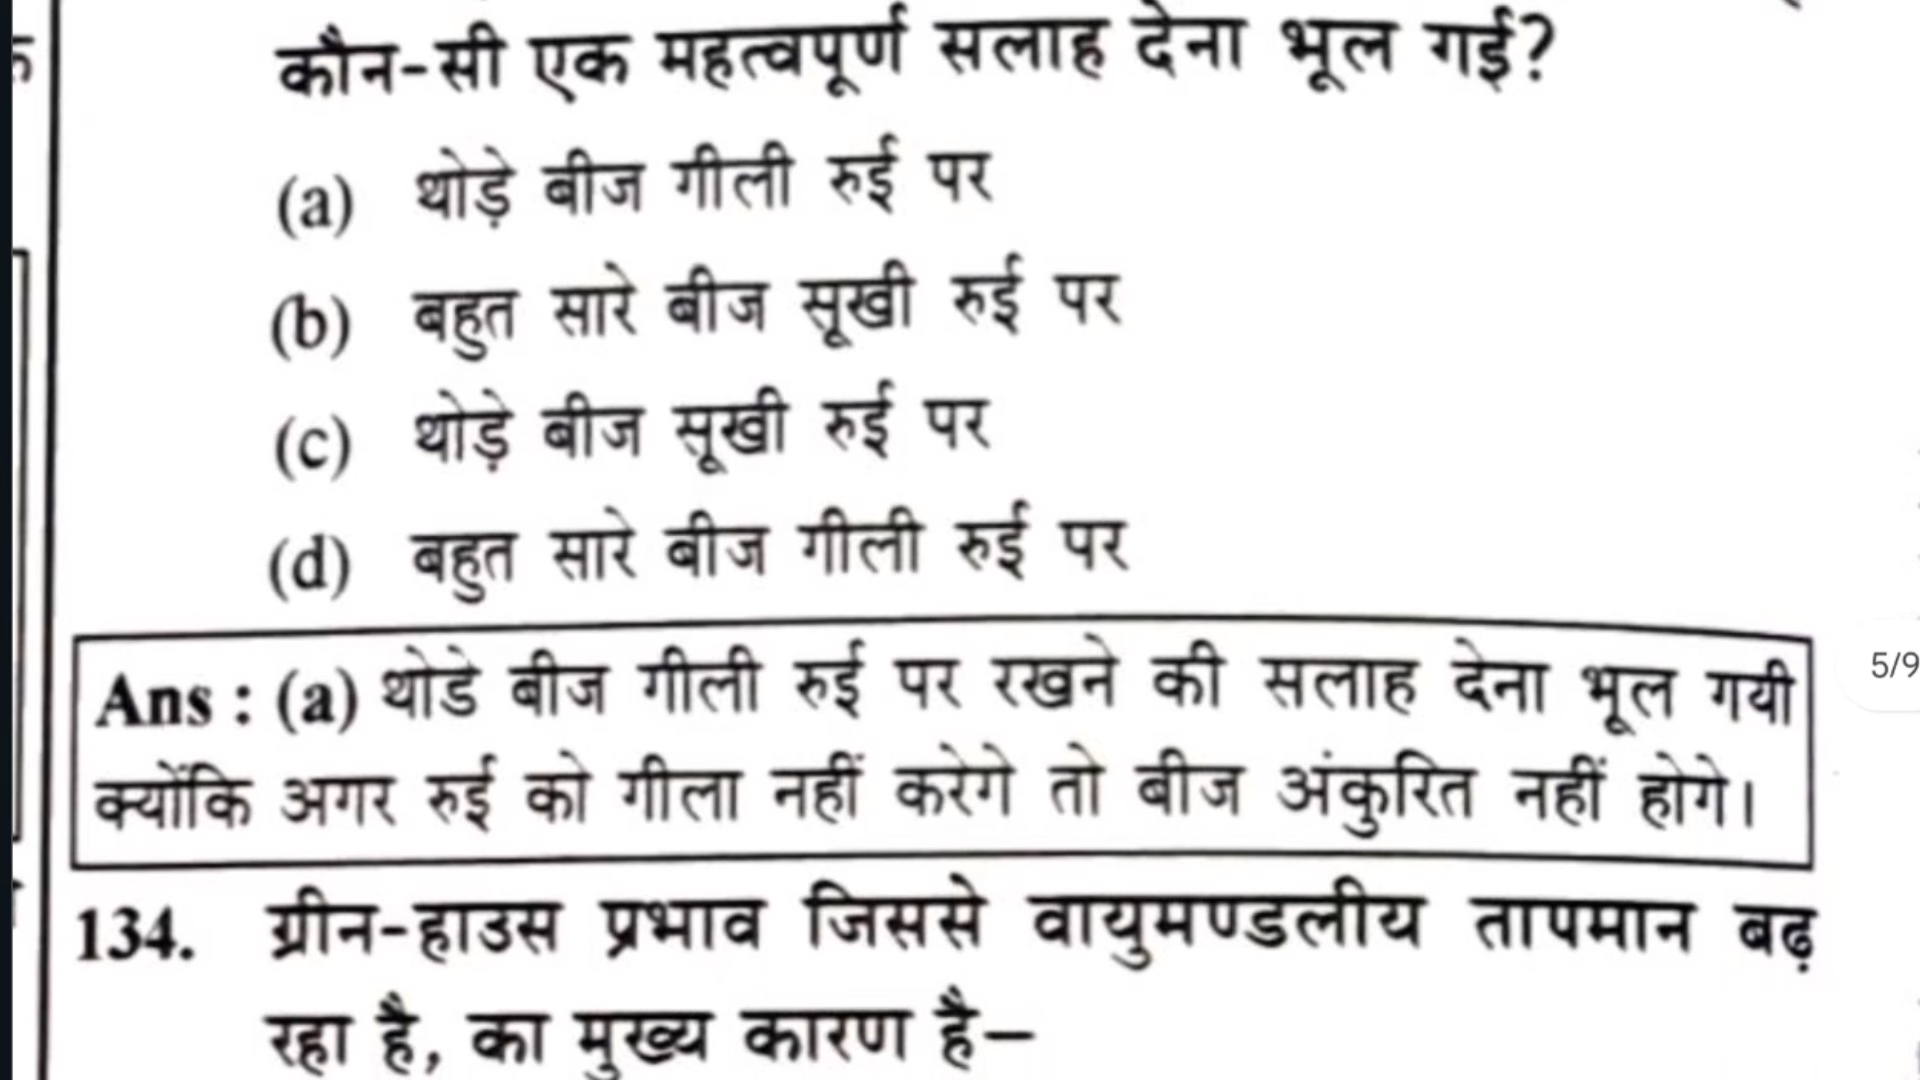 कौन-सी एक महत्वपूर्ण सलाह देना भूल गई?
(a) थोड़े बीज गीली रुई पर
(b) बहुत सारे बीज सूखी रुई पर
(c) थोड़े बीज सूखी रुई पर
(d) बहुत सारे बीज गीली रुई पर
Ans : (a) थोडे बीज गीली रुई पर रखने की सलाह देना भूल गयी
क्योंकि अगर रुई को गीला नहीं करेगे तो बीज अंकुरित नहीं होगे।
5/9
134. ग्रीन-हाउस प्रभाव जिससे वायुमण्डलीय तापमान बढ़
रहा है, का मुख्य कारण है–